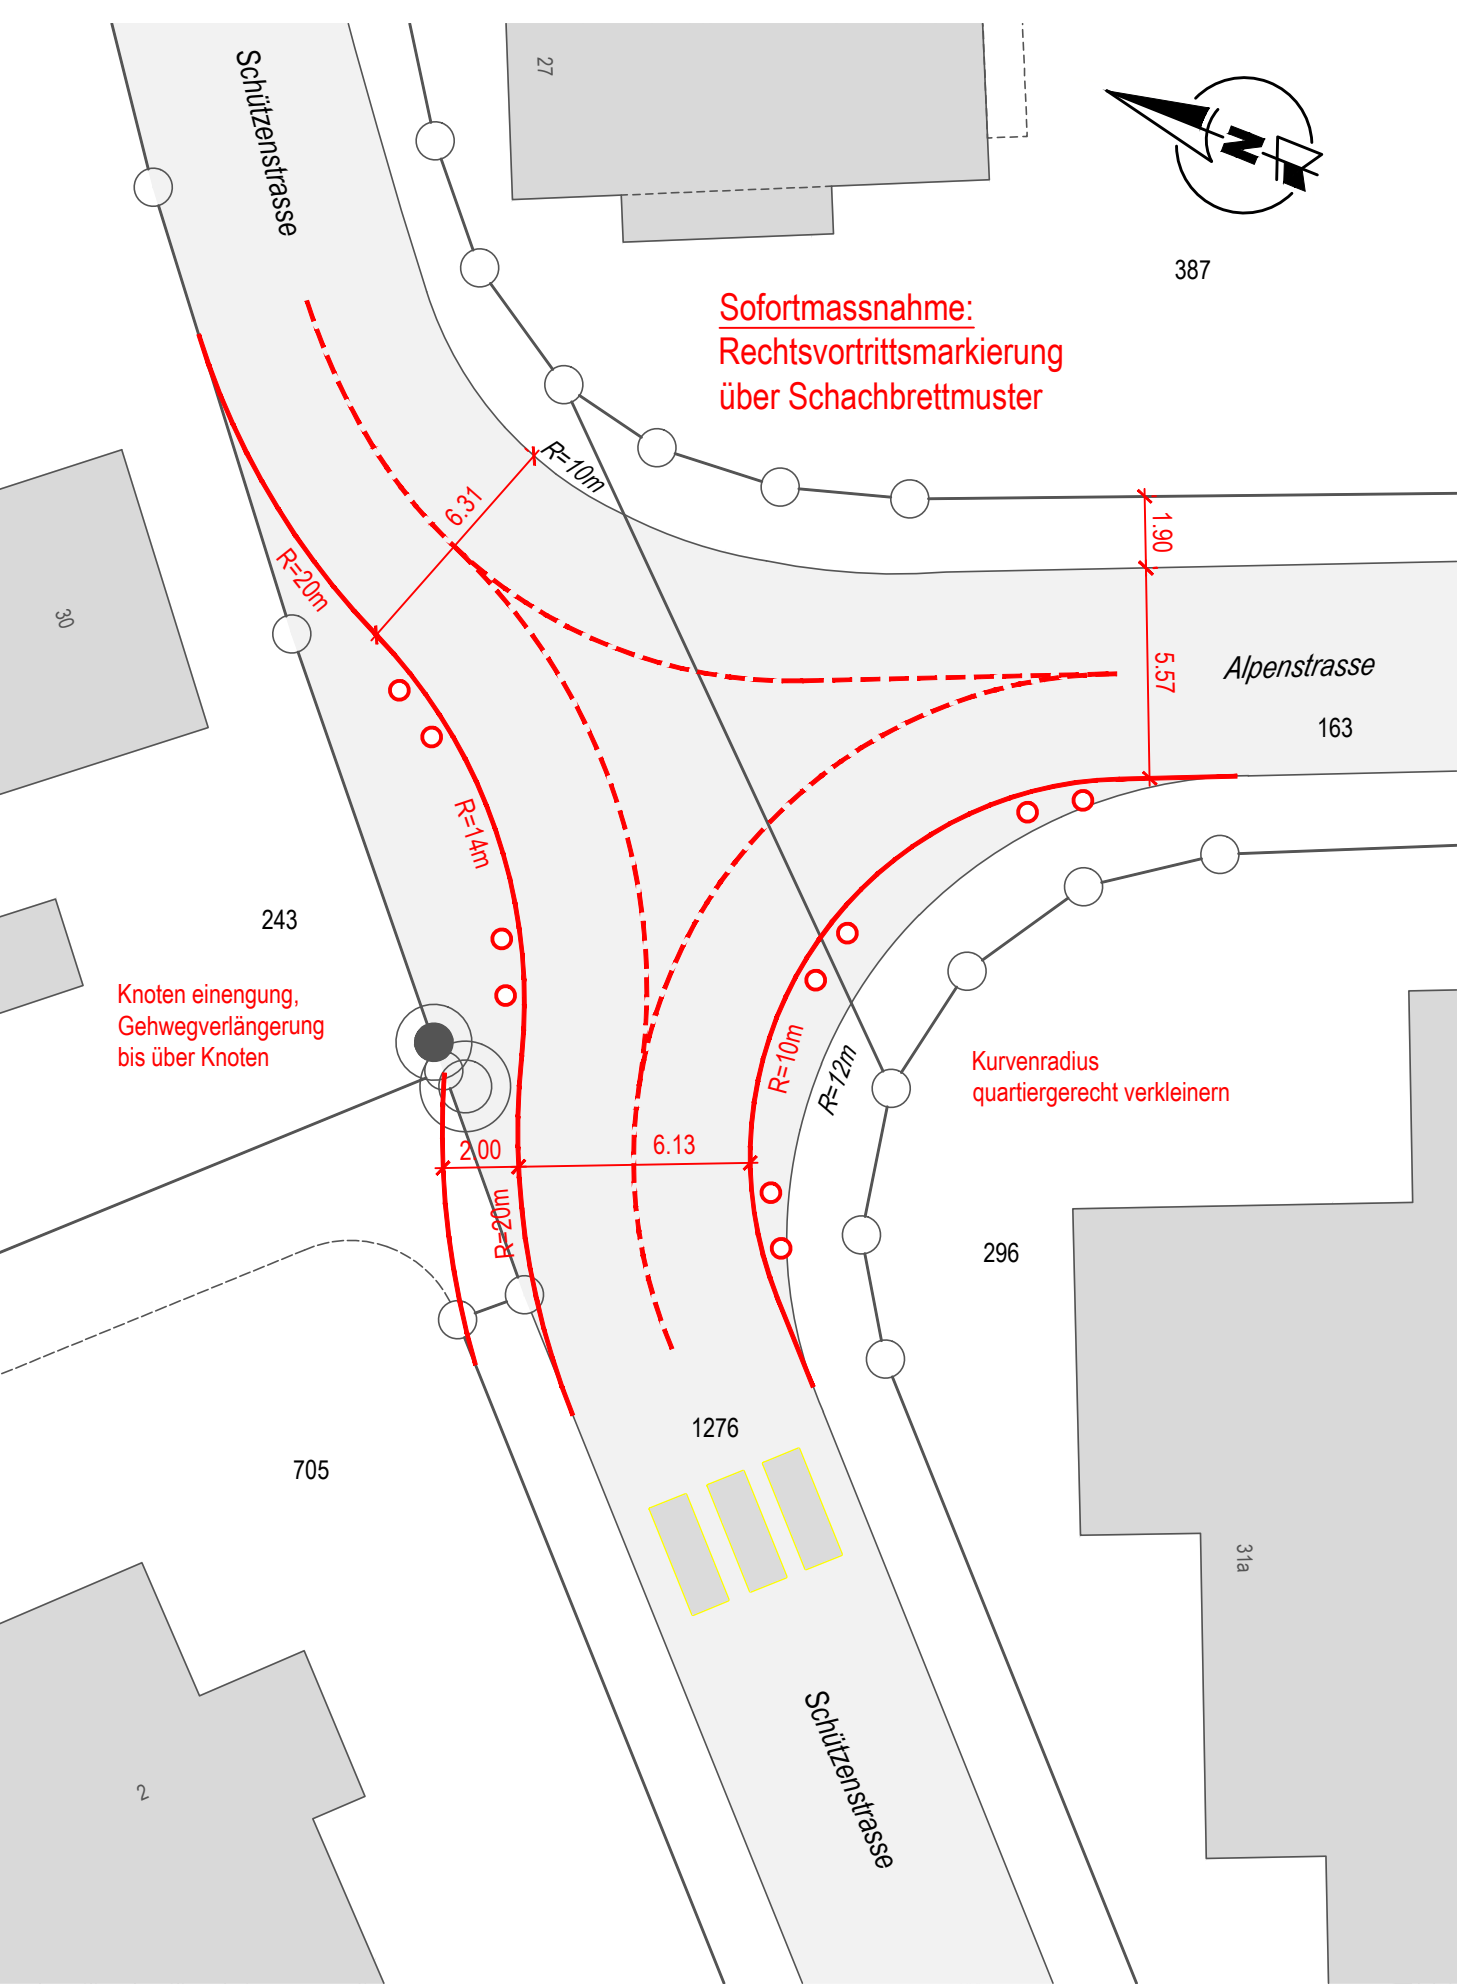 Schützenstrasse
27
N
387
Sofortmassnahme:
Rechtsvortrittsmarkierung
über Schachbrettmuster
R=10m
6.31
1.90
R=20m
30
5.57
Alpenstrasse
163
R=14m
243
Knoten einengung,
Gehwegverlängerung
bis über Knoten
R=10m
R=12m
Kurvenradius
quartiergerecht verkleinern
2.00
6.13
R=20m
296
1276
705
31a
2
Schützenstrasse